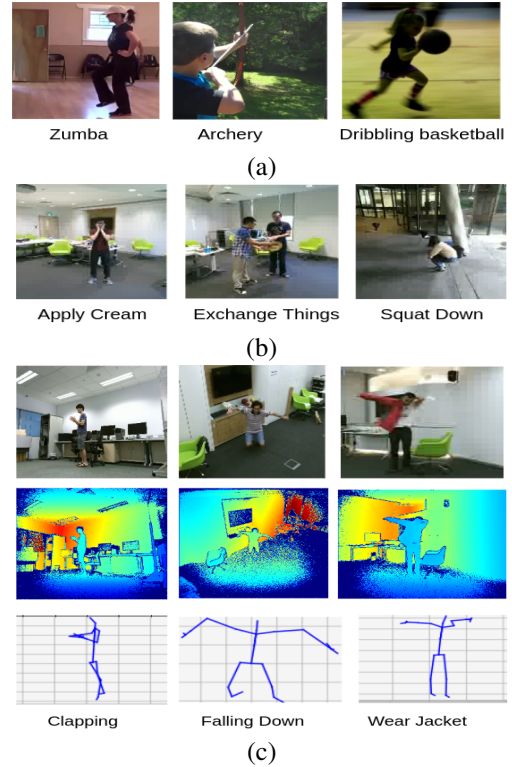 Zumba Archery Dribbling basketball
(a)
Apply Cream Exchange Things Squat Down
(b)
Clapping Falling Down Wear Jacket
(c)